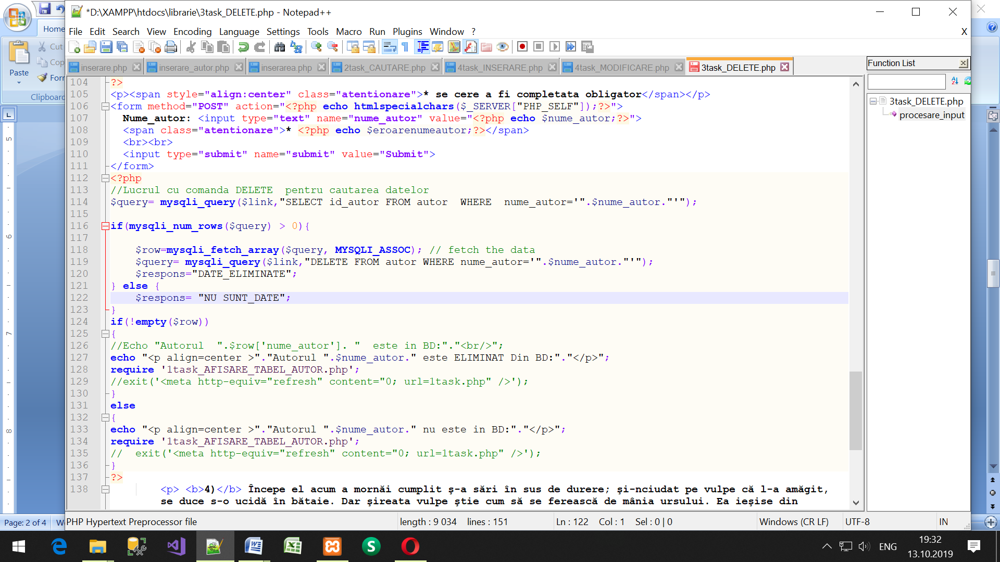 *D:\XAMPP\htdocs\librarie\3task_DELETE.php - Notepad++
File Edit Search View Encoding Language Settings Tools Macro Run Plugins Window ? X
Home
Paste
Cut
Cop
Forr
Clipboard
inserare.php inserare_autor.php inserarea.php 2task_CAUTARE.php 4task_INSERARE.php 4task_MODIFICARE.php 3task_DELETE.php
Function List
3task_DELETE.php
procesare_input
104 ?>
105 <p><span style="align:center" class="atentionare">* se cere a fi completata obligator</span></p>
106 <form method="POST" action="<?php echo htmlspecialchars($_SERVER["PHP_SELF"]);?>">
107 Nume_autor: <input type="text" name="nume_autor" value="<?php echo $nume_autor;?>">
108 <span class="atentionare">* <?php echo $eroarenumeautor;?></span>
109 <br><br>
110 <input type="submit" name="submit" value="Submit">
111 </form>
112 <?php
113 //Lucrul cu comanda DELETE  pentru cautarea datelor
114 $query= mysqli_query($link,"SELECT id_autor FROM autor  WHERE  nume_autor='".$nume_autor."'");
115
116 if(mysqli_num_rows($query) > 0){
117
118 $row=mysqli_fetch_array($query, MYSQLI_ASSOC); // fetch the data
119 $query= mysqli_query($link,"DELETE FROM autor WHERE nume_autor='".$nume_autor."'");
120 $respons="DATE_ELIMINATE";
121 } else {
122 $respons= "NU SUNT_DATE";
123 }
124 if(!empty($row))
125 {
126 //Echo "Autorul  ".$row['nume_autor']. "  este in BD:"."<br/>";
127 echo "<p align=center >"."Autorul ".$nume_autor." este ELIMINAT Din BD:"."</p>";
128 require '1task_AFISARE_TABEL_AUTOR.php';
129 //exit('<meta http-equiv="refresh" content="0; url=1task.php" />');
130 }
131 else
132 {
133 echo "<p align=center >"."Autorul ".$nume_autor." nu este in BD:"."</p>";
134 require '1task_AFISARE_TABEL_AUTOR.php';
135 //  exit('<meta http-equiv="refresh" content="0; url=1task.php" />');
136 }
137 ?>
138 <p> <b>4)</b> Începe el acum a mornăi cumplit ş-a sări în sus de durere; şi-nciudat pe vulpe că l-a amăgit,
se duce s-o ucidă în bătaie. Dar şireata vulpe ştie cum să se ferească de mânia ursului. Ea ieşise din
5
6
7
8
Page: 2 of 4
PHP Hypertext Preprocessor file length : 9 034 lines : 151 Ln : 122 Col : 1 Sel : 0 | 0 Windows (CR LF) UTF-8 IN
S
ENG
19:32
13.10.2019